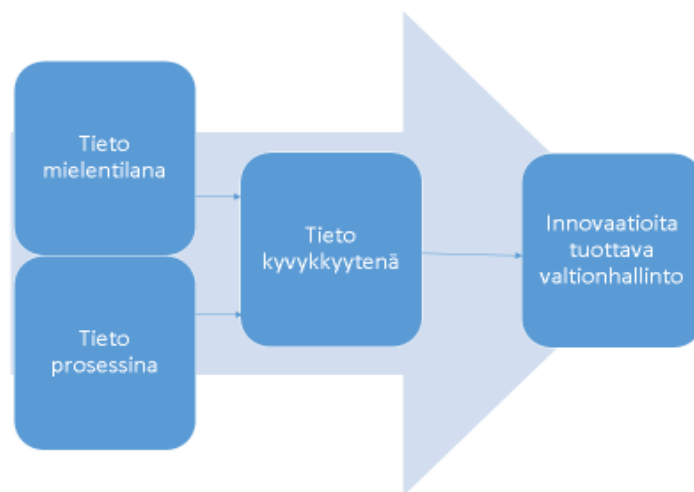 Tieto
mielentilana
Tieto
prosessina
Tieto
kyvykkyytenä
Innovaatioita
tuottava
valtionhallinto